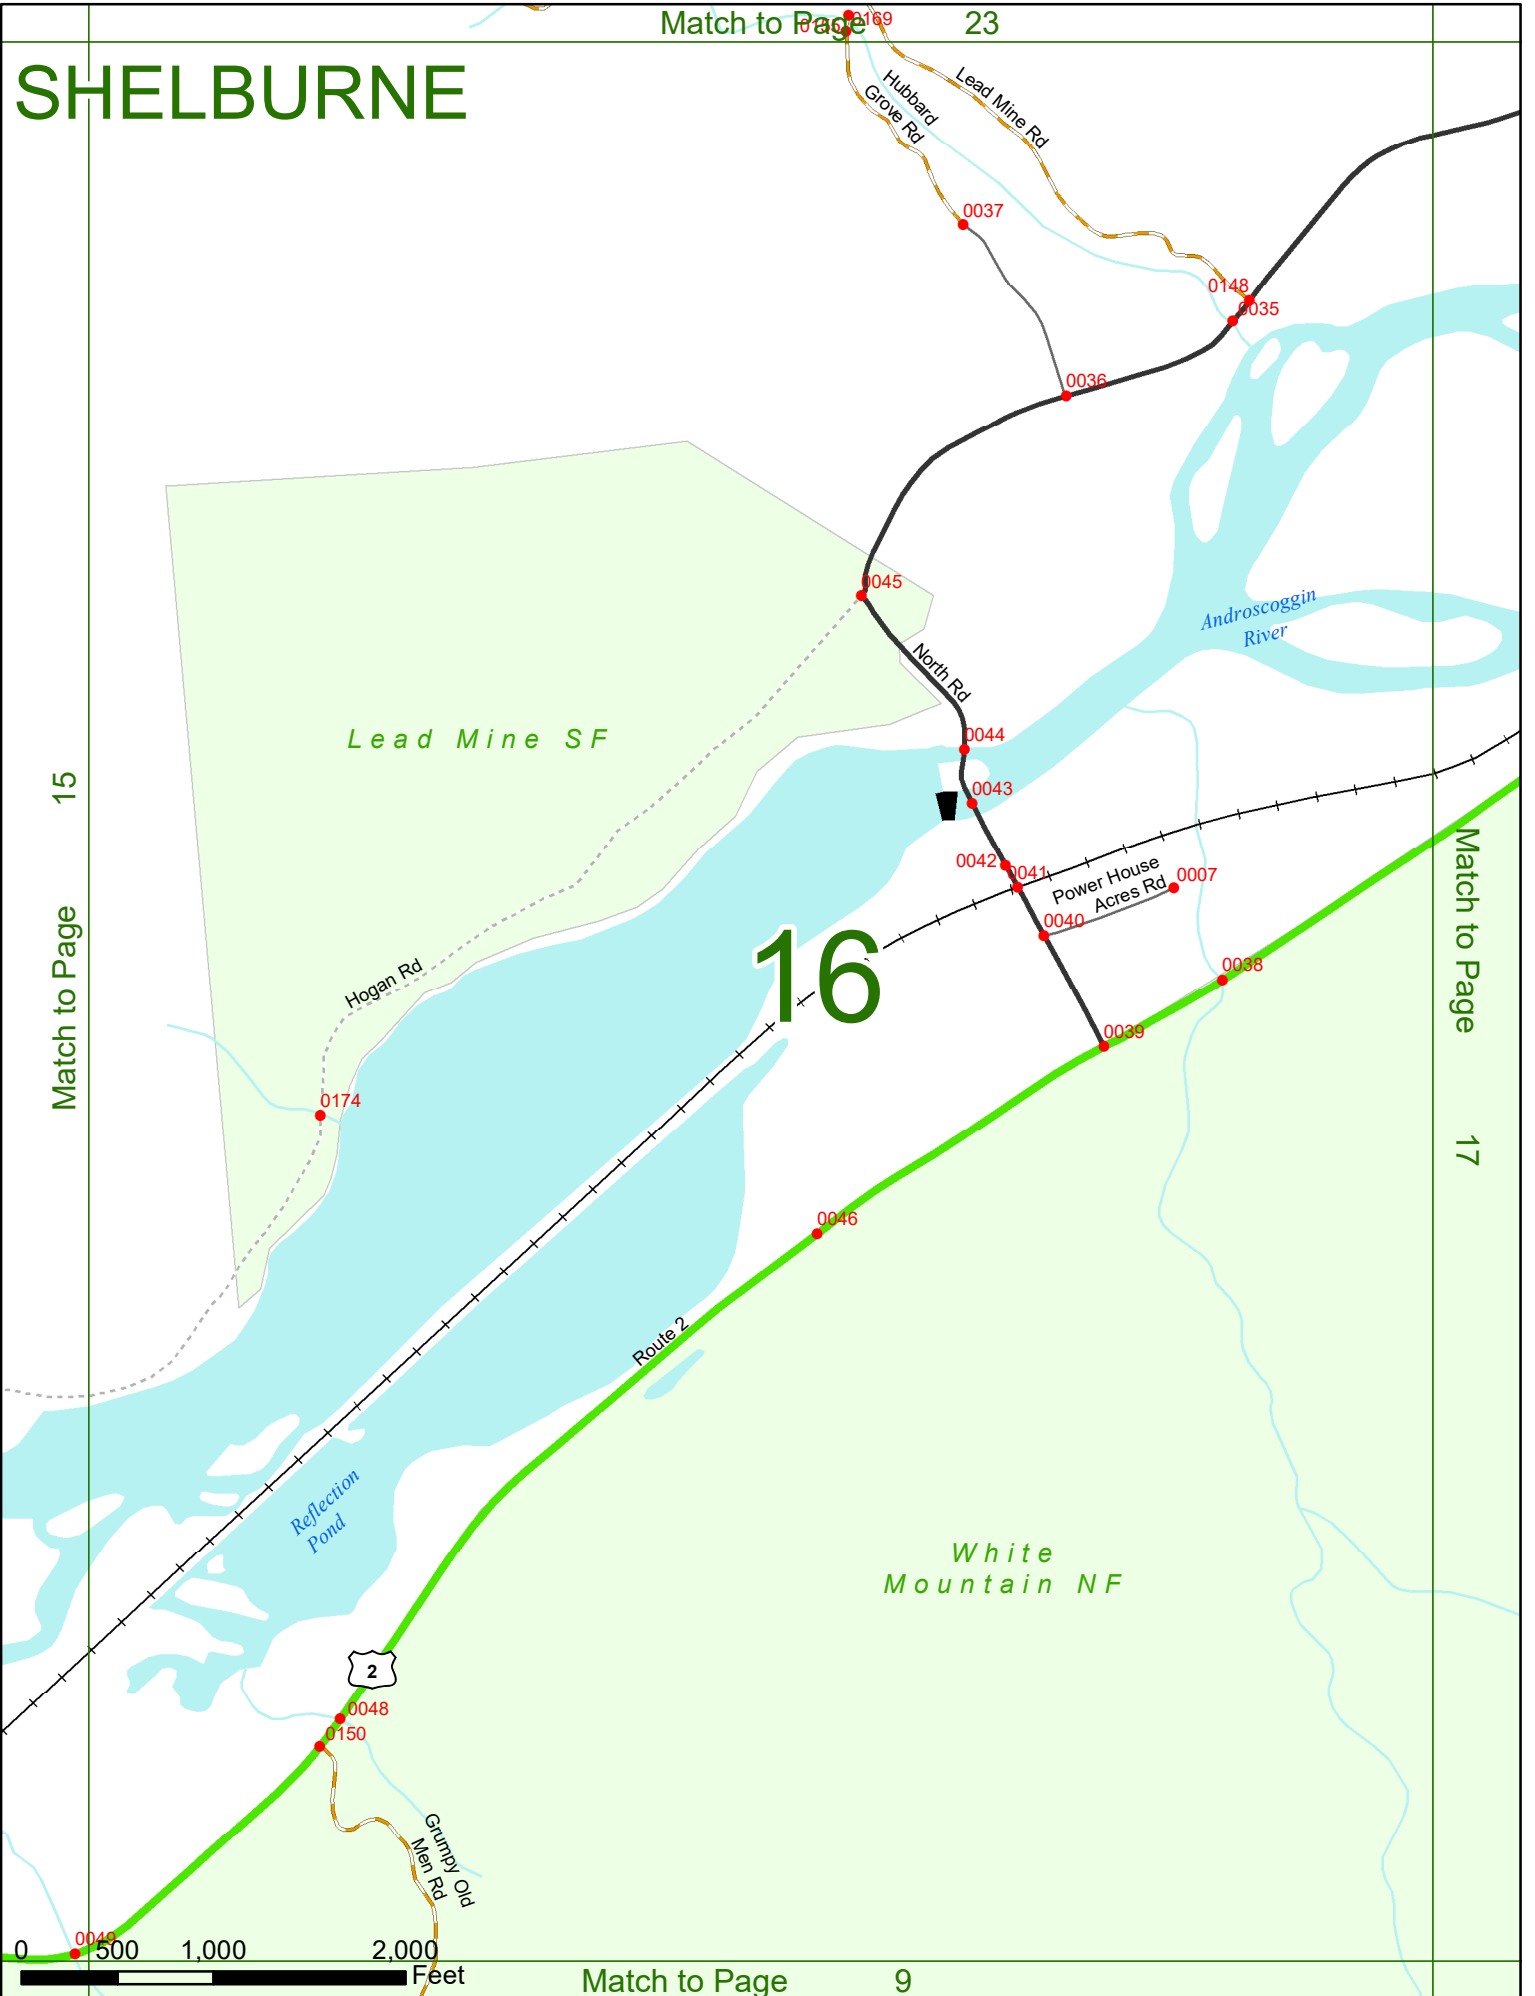 Match to Page 23
0169
0155
SHELBURNE
Lead Mine Rd
Hubbard
Grove Rd
0037
0148
0035
0036
0045
Androscoggin
River
North Rd
Lead Mine SF
0044
15
Match to Page
0043
0042
0041
Power House
Acres Rd
0007
Match to Page
17
0040
16
0038
Hogan Rd
0039
0174
0046
Route 2
Reflection
Pond
White
Mountain NF
2
0048
0150
Grumpy Old
Men Rd
0049
0 500 1,000 2,000
Feet
Match to Page 9